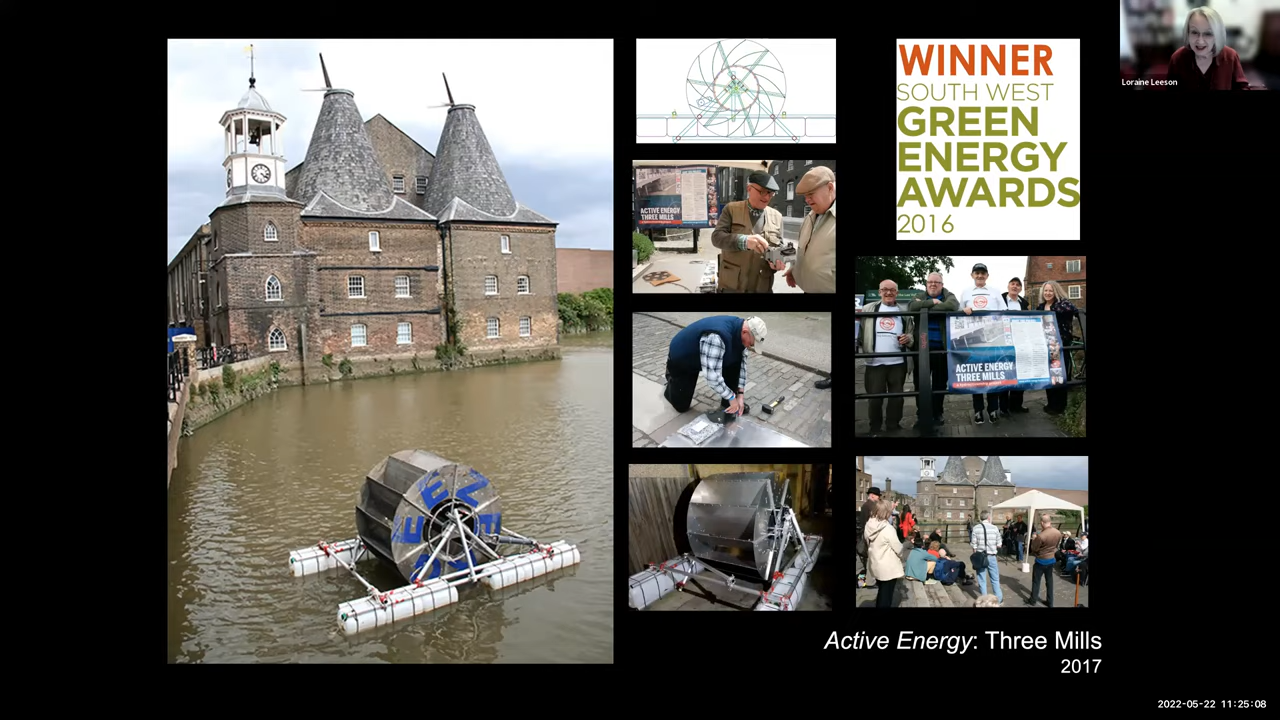 WINNER
SOUTH WEST
GREEN
ENERGY
AWARDS
2016
Loraine Leeson
ACTIVE ENERGY
THREE MILLS
ACTIVE ENERGY
THREE MILLS
Active Energy: Three Mills
2017
2022-05-22 11:25:08